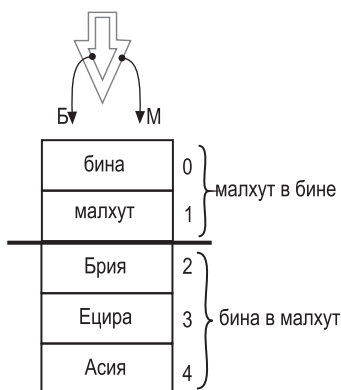 Б М
бина 0
малхут 1
малхут в бине
Брия 2
Ецира 3
Асия 4
бина в малхут